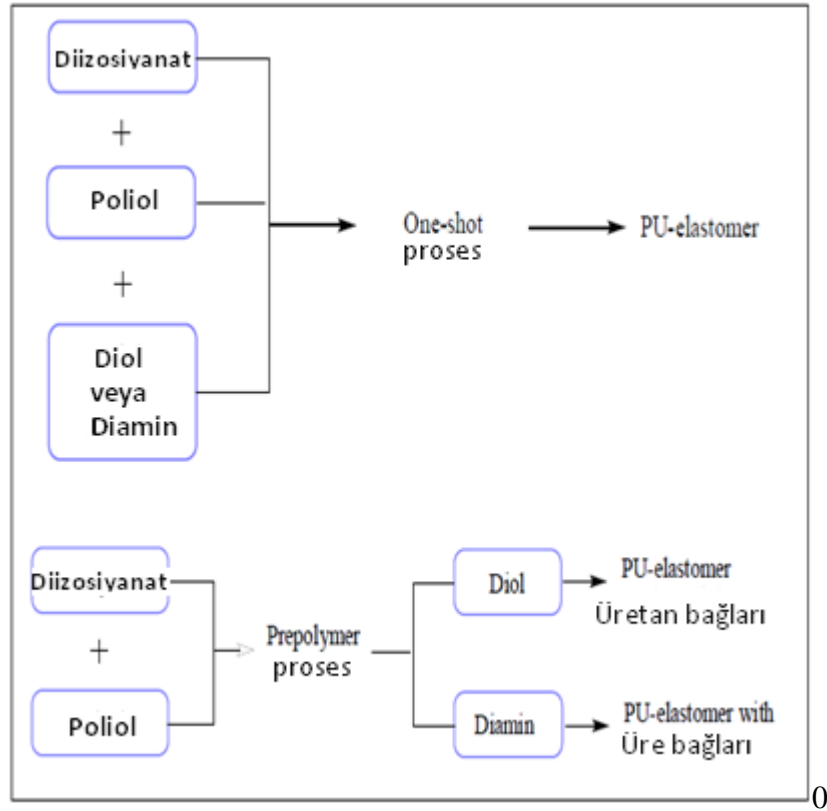 Diizosiyanat
+
Poliol
+
Diol
veya
Diamin
One-shot
proses
PU-elastomer
Diizosiyanat
+
Poliol
Prepolymer
proses
Diol
PU-elastomer
Üretan bağları
Diamin
PU-elastomer with
Üre bağları
0